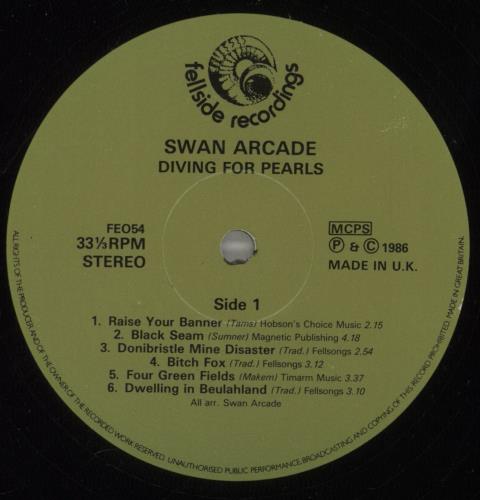 fellside recordings
SWAN ARCADE
DIVING FOR PEARLS
FEO54
33⅓RPM
STEREO
MCPS
Ⓟ & © 1986
MADE IN U.K.
Side 1
1. Raise Your Banner (Tams) Hobson's Choice Music 2.15
2. Black Seam (Sumner) Magnetic Publishing 4.18
3. Donibristle Mine Disaster (Trad.) Fellsongs 2.54
4. Bitch Fox (Trad.) Fellsongs 3.12
5. Four Green Fields (Makem) Timarm Music 3.37
6. Dwelling in Beulahland (Trad.) Fellsongs 3.10
All arr. Swan Arcade
ALL RIGHTS OF THE PRODUCER AND OF THE OWNER OF THE RECORDED WORK RESERVED. UNAUTHORISED PUBLIC PERFORMANCE, BROADCASTING AND COPYING OF THIS RECORD PROHIBITED. MADE IN GREAT BRITAIN.